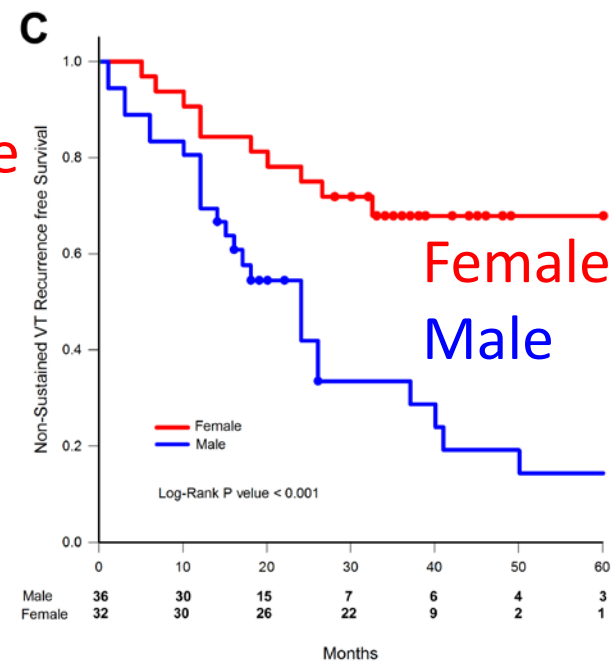 C
e
Non-Sustained VT Recurrence free Survival
1.0
0.8
0.6
0.4
0.2
0.0
Female
Male
Female
Male
Log-Rank P velue < 0.001
0 10 20 30 40 50 60
Male 36 30 15 7 6 4 3
Female 32 30 26 22 9 2 1
Months